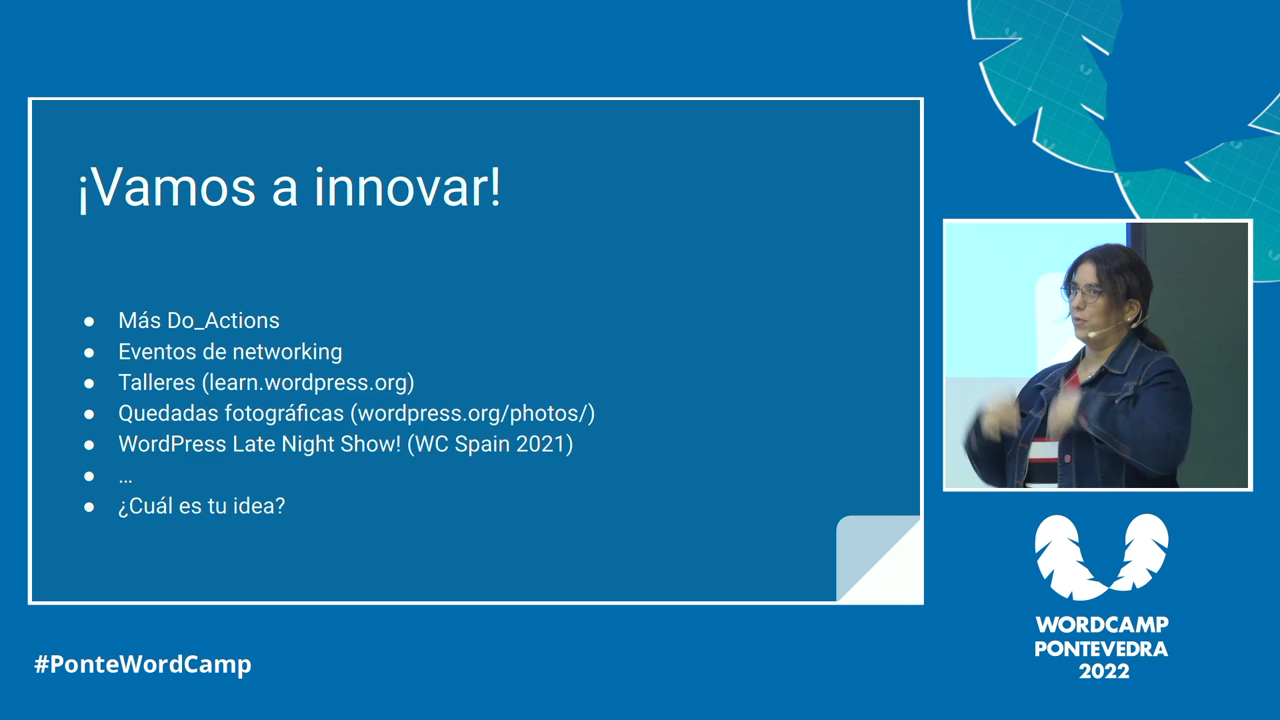 ¡Vamos a innovar!
● Más Do_Actions
● Eventos de networking
● Talleres (learn.wordpress.org)
● Quedadas fotográficas (wordpress.org/photos/)
● WordPress Late Night Show! (WC Spain 2021)
● ...
● ¿Cuál es tu idea?
#PonteWordCamp
WORDCAMP
PONTEVEDRA
2022